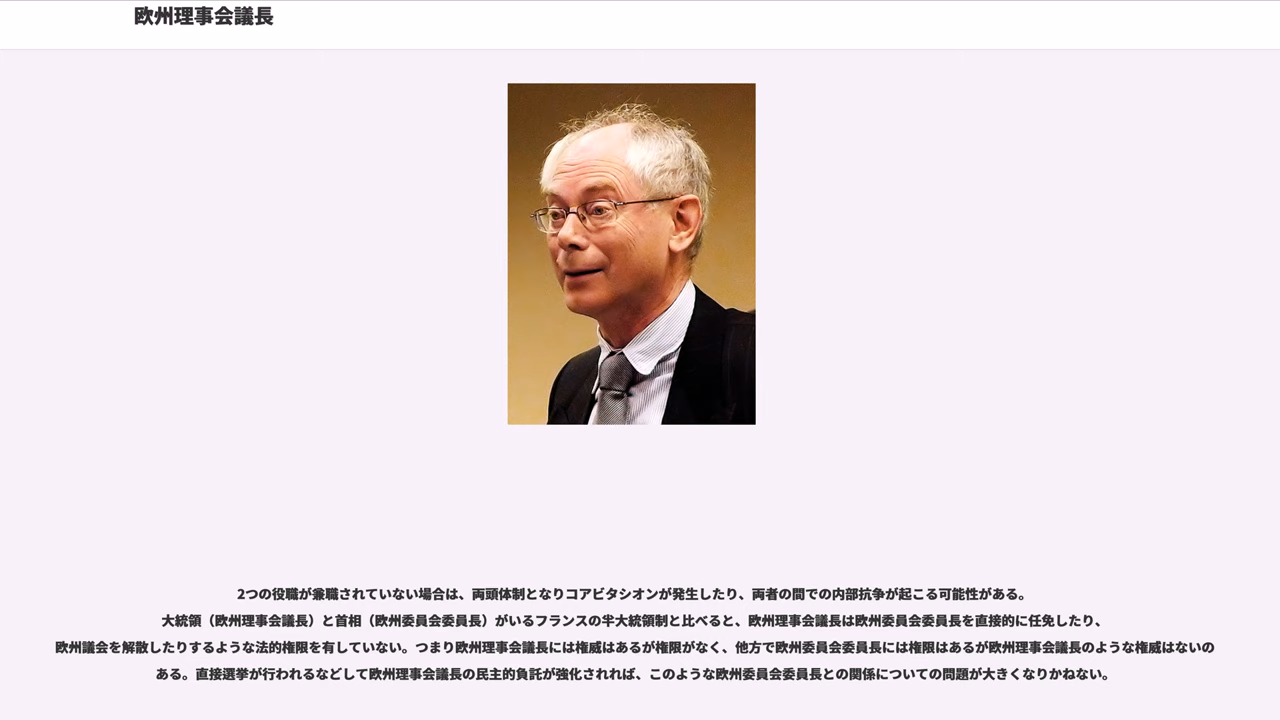 欧州理事会議長
2つの役職が兼職されていない場合は、両頭体制となりコアビタシオンが発生したり、両者の間での内部抗争が起こる可能性がある。
大統領（欧州理事会議長）と首相（欧州委員会委員長）がいるフランスの半大統領制と比べると、欧州理事会議長は欧州委員会委員長を直接的に任免したり、
欧州議会を解散したりするような法的権限を有していない。つまり欧州理事会議長には権威はあるが権限がなく、他方で欧州委員会委員長には権限はあるが欧州理事会議長のような権威はないの
ある。直接選挙が行われるなどして欧州理事会議長の民主的負託が強化されれば、このような欧州委員会委員長との関係についての問題が大きくなりかねない。